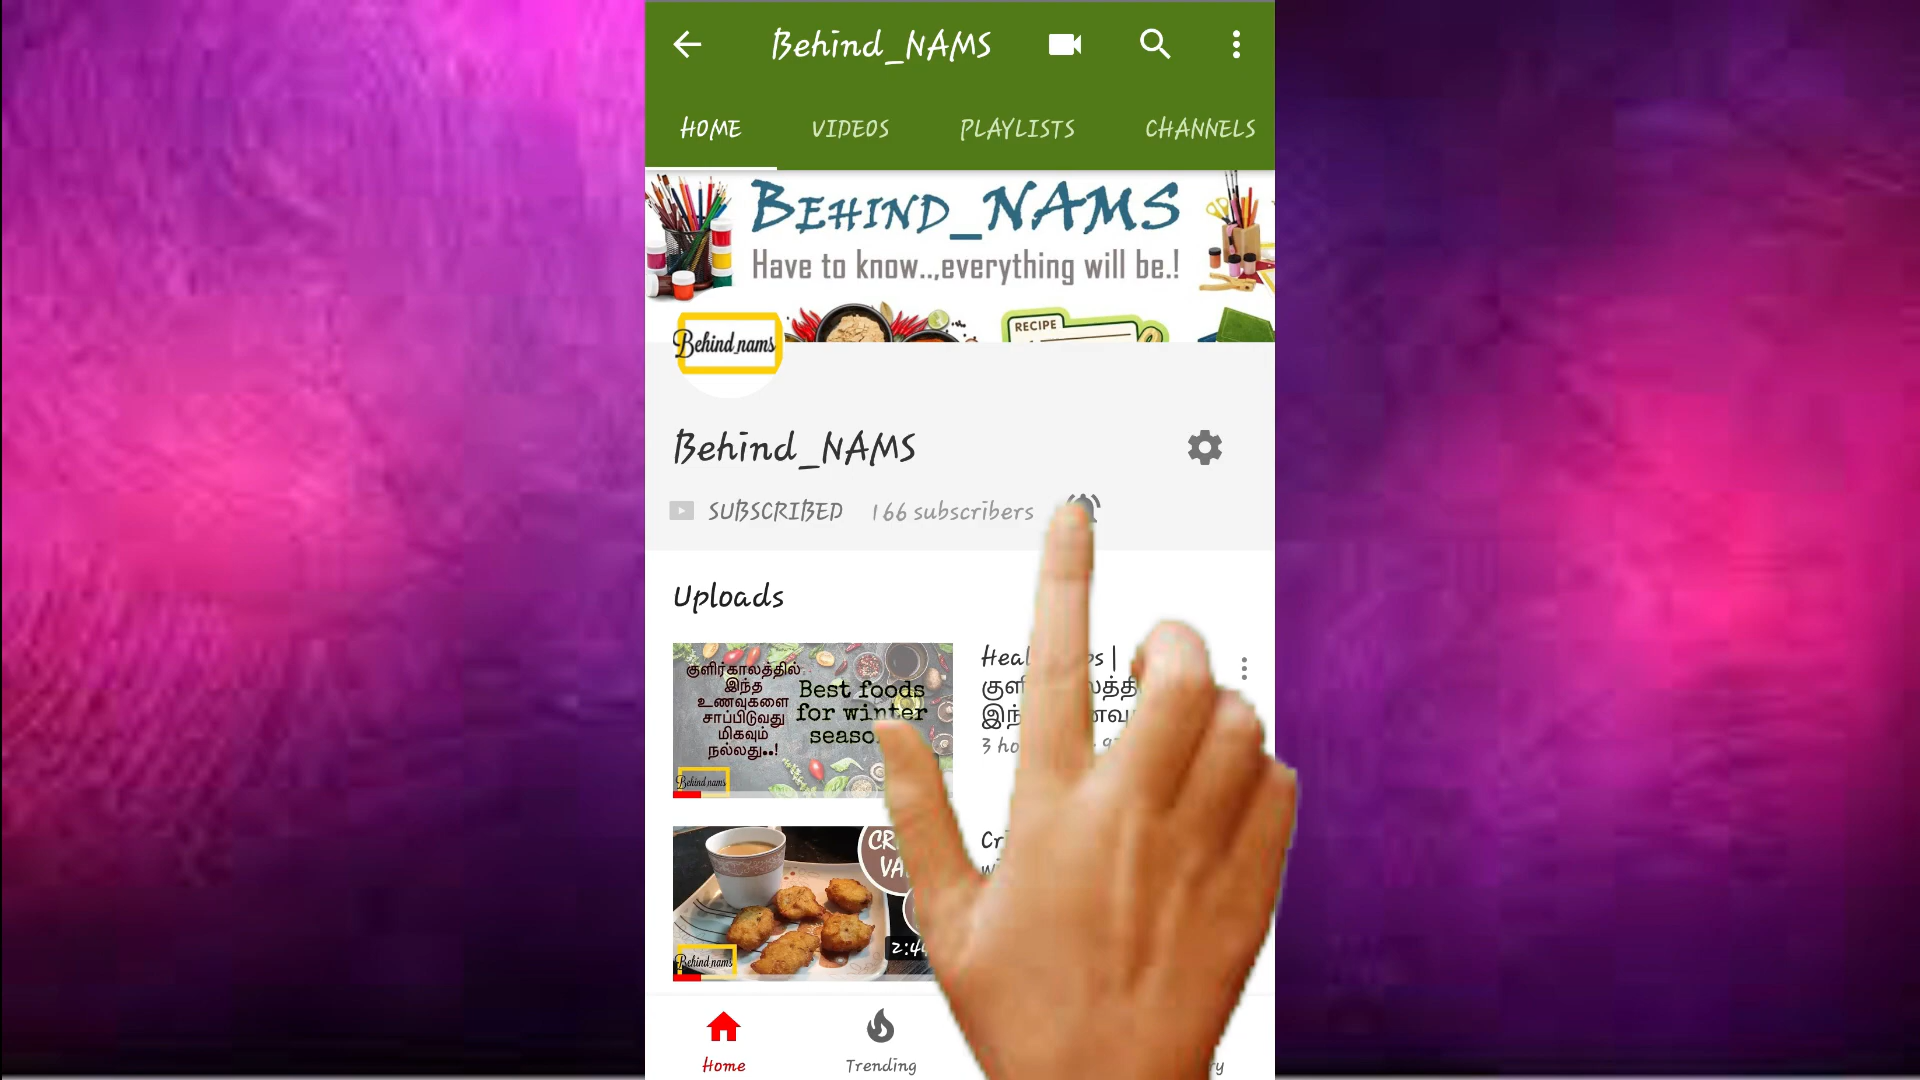 Behind_NAMS
HOME VIDEOS PLAYLISTS CHANNELS
BEHIND_NAMS
Have to know..,everything will be.!
RECIPE
Behind nams
Behind_NAMS
SUBSCRIBED 166 subscribers
Uploads
குளிர்காலத்தில்
இந்த
உணவுகளை
சாப்பிடுவது
மிகவும்
நல்லது..!
Best foods
for winter
Behind nams
3
Behind nams
Home Trending